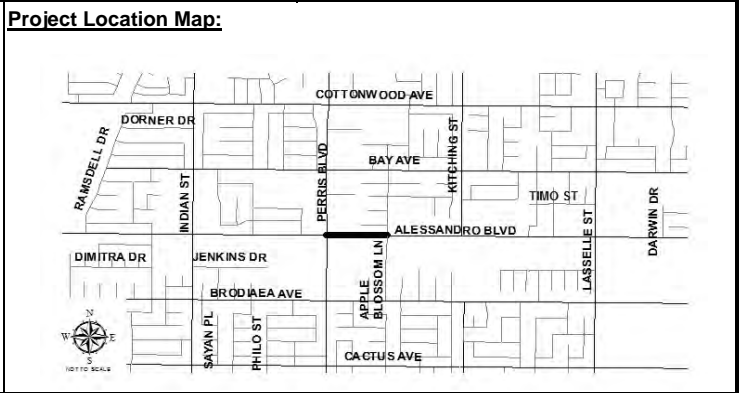 Project Location Map:
COTTONWOOD AVE
DORNER DR
RAMSDELL DR
BAY AVE
KITCHING ST
PERRIS BLVD
INDIAN ST
TIMO ST
ALESSANDRO BLVD
LASSELLE ST
DARWIN DR
DIMITRA DR
JENKINS DR
APPLE
BLOSSOM LN
BRODIAEA AVE
SAYAN PL
PHILO ST
CACTUS AVE
N
W
E
S
NOT TO SCALE